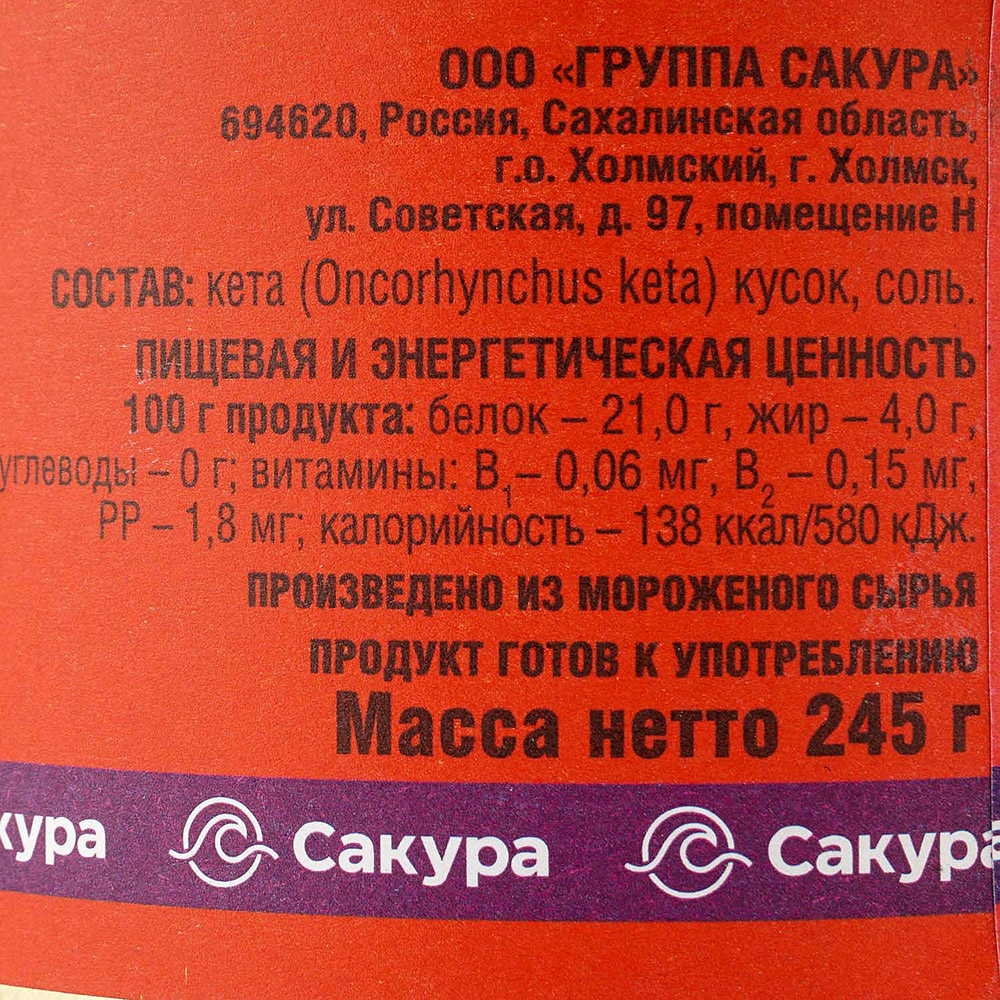 ООО «ГРУППА САКУРА»
694620, Россия, Сахалинская область,
г.о. Холмский, г. Холмск,
ул. Советская, д. 97, помещение Н
СОСТАВ: кета (Oncorhynchus keta) кусок, соль.
ПИЩЕВАЯ И ЭНЕРГЕТИЧЕСКАЯ ЦЕННОСТЬ
100 г продукта: белок – 21,0 г, жир – 4,0 г,
углеводы – 0 г; витамины: B₁ – 0,06 мг, B₂ – 0,15 мг,
PP – 1,8 мг; калорийность – 138 ккал/580 кДж.
ПРОИЗВЕДЕНО ИЗ МОРОЖЕНОГО СЫРЬЯ
ПРОДУКТ ГОТОВ К УПОТРЕБЛЕНИЮ
Масса нетто 245 г
кура Сакура Сакура